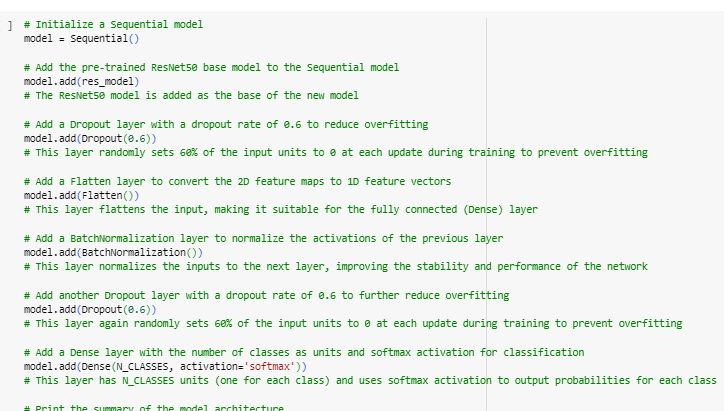 ] # Initialize a Sequential model
model = Sequential()
# Add the pre-trained ResNet50 base model to the Sequential model
model.add(res_model)
# The ResNet50 model is added as the base of the new model
# Add a Dropout layer with a dropout rate of 0.6 to reduce overfitting
model.add(Dropout(0.6))
# This layer randomly sets 60% of the input units to 0 at each update during training to prevent overfitting
# Add a Flatten layer to convert the 2D feature maps to 1D feature vectors
model.add(Flatten())
# This layer flattens the input, making it suitable for the fully connected (Dense) layer
# Add a BatchNormalization layer to normalize the activations of the previous layer
model.add(BatchNormalization())
# This layer normalizes the inputs to the next layer, improving the stability and performance of the network
# Add another Dropout layer with a dropout rate of 0.6 to further reduce overfitting
model.add(Dropout(0.6))
# This layer again randomly sets 60% of the input units to 0 at each update during training to prevent overfitting
# Add a Dense layer with the number of classes as units and softmax activation for classification
model.add(Dense(N_CLASSES, activation='softmax'))
# This layer has N_CLASSES units (one for each class) and uses softmax activation to output probabilities for each class
# Print the summary of the model architecture